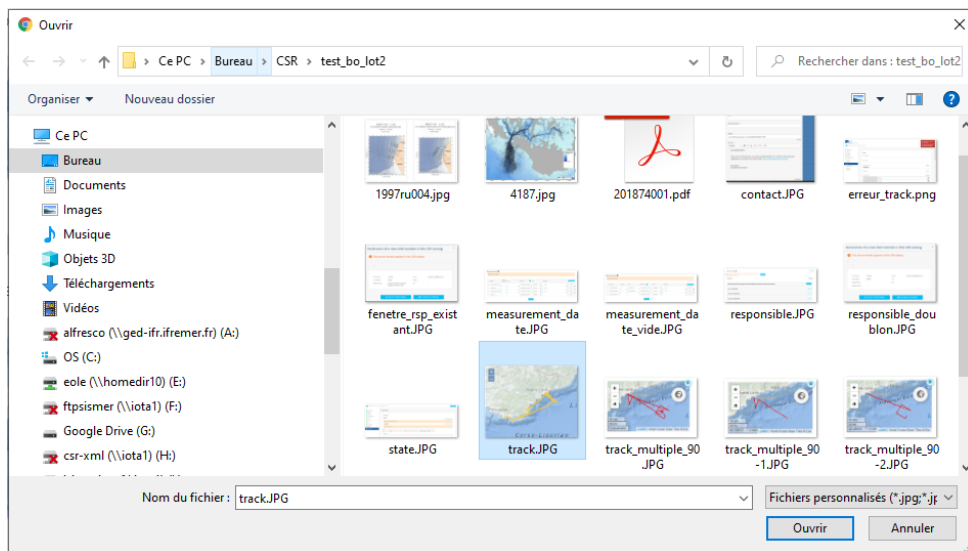 Ouvrir
Ce PC › Bureau › CSR › test_bo_lot2
Rechercher dans : test_bo_lot2
Organiser
Nouveau dossier
Ce PC
Bureau
Documents
Images
Musique
Objets 3D
Téléchargements
Vidéos
alfresco (\\ged-ifr.ifremer.fr) (A:)
OS (C:)
eole (\\homedir10) (E:)
ftpsismer (\\iota1) (F:)
Google Drive (G:)
csr-xml (\\iota1) (H:)
1997ru004.jpg
4187.jpg
201874001.pdf
contact.JPG
erreur_track.png
fenetre_rsp_exist
ant.JPG
measurement_da
te.JPG
measurement_da
te_vide.JPG
responsible.JPG
responsible_dou
blon.JPG
state.JPG
track.JPG
track_multiple_90
.JPG
track_multiple_90
-1.JPG
track_multiple_90
-2.JPG
Nom du fichier :
track.JPG
Fichiers personnalisés (*.jpg;*.jp
Ouvrir
Annuler